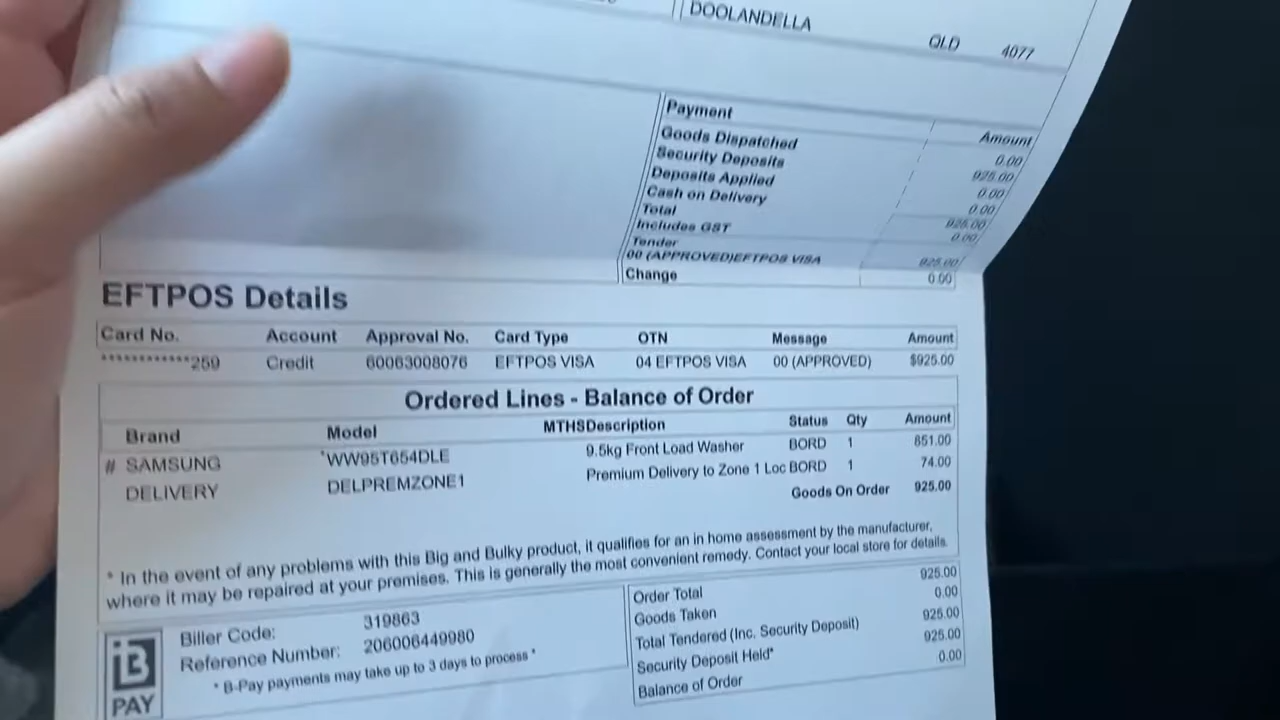 DOOLANDELLA
QLD 4077
Payment Amount
Goods Dispatched 0.00
Security Deposits 925.00
Deposits Applied 0.00
Cash on Delivery 0.00
Total 925.00
Includes GST 0.00
Tender
00 (APPROVED)EFTPOS VISA 925.00
Change 0.00
EFTPOS Details
Card No. Account Approval No. Card Type OTN Message Amount
************259 Credit 60063008076 EFTPOS VISA 04 EFTPOS VISA 00 (APPROVED) $925.00
Ordered Lines - Balance of Order
Brand Model MTHSDescription Status Qty Amount
# SAMSUNG *WW95T654DLE 9.5kg Front Load Washer BORD 1 851.00
DELIVERY DELPREMZONE1 Premium Delivery to Zone 1 Loc BORD 1 74.00
Goods On Order 925.00
* In the event of any problems with this Big and Bulky product, it qualifies for an in home assessment by the manufacturer,
where it may be repaired at your premises. This is generally the most convenient remedy. Contact your local store for details.
B
PAY
Biller Code: 319863
Reference Number: 206006449980
* B-Pay payments may take up to 3 days to process *
Order Total 925.00
Goods Taken 0.00
Total Tendered (Inc. Security Deposit) 925.00
Security Deposit Held* 925.00
Balance of Order 0.00